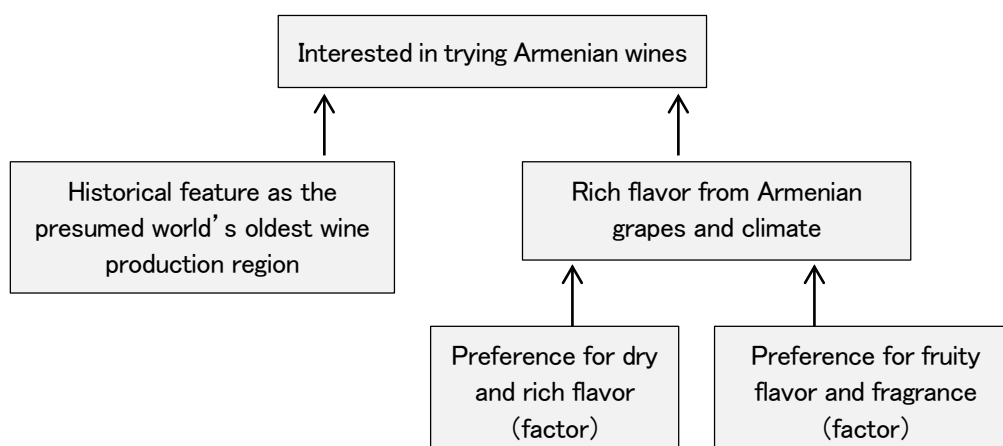 Interested in trying Armenian wines
Historical feature as the
presumed world’s oldest wine
production region
Rich flavor from Armenian
grapes and climate
Preference for dry
and rich flavor
(factor)
Preference for fruity
flavor and fragrance
(factor)